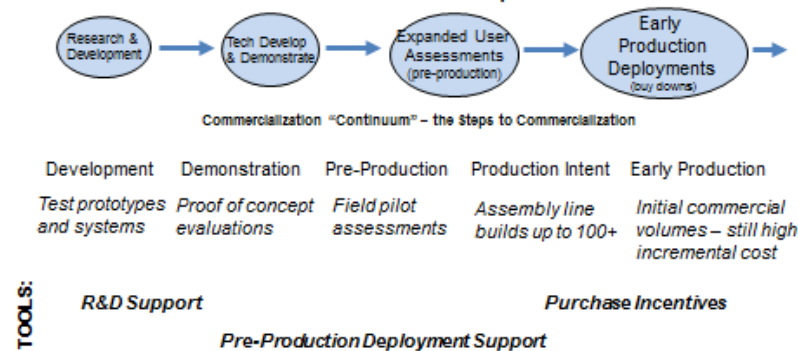 Research &
Development
Tech Develop
& Demonstrate
Expanded User
Assessments
(pre-production)
Early
Production
Deployments
(buy downs)
Commercialization "Continuum" – the Steps to Commercialization
Development Demonstration Pre-Production Production Intent Early Production
Test prototypes
and systems
Proof of concept
evaluations
Field pilot
assessments
Assembly line
builds up to 100+
Initial commercial
volumes – still high
incremental cost
TOOLS:
R&D Support
Purchase Incentives
Pre-Production Deployment Support